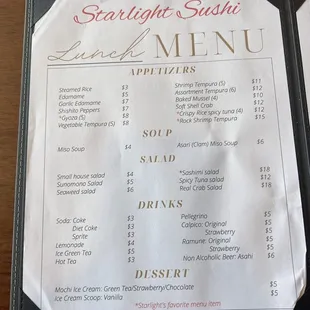 Starlight Sushi
Lunch MENU
APPETIZERS
Steamed Rice $3
Edamame $5
Garlic Edamame $7
Shishito Peppers $7
*Gyoza (5) $8
Vegetable Tempura (5) $8
Shrimp Tempura (5) $11
Assortment Tempura (6) $12
Baked Mussel (4) $10
Soft Shell Crab $12
*Crispy Rice spicy tuna (4) $12
*Rock Shrimp Tempura $15
SOUP
Miso Soup $4
Asari (Clam) Miso Soup $6
SALAD
Small house salad $4
Sunomono Salad $5
Seaweed salad $6
*Sashimi salad $18
Spicy Tuna salad $12
Real Crab Salad $18
DRINKS
Soda: Coke $3
Diet Coke $3
Sprite $3
Lemonade $4
Ice Green Tea $5
Hot Tea $3
Pellegrino $5
Calpico: Original $5
Strawberry $5
Ramune: Original $5
Strawberry $5
Non Alcoholic Beer: Asahi $6
DESSERT
Mochi Ice Cream: Green Tea/Strawberry/Chocolate $5
Ice Cream Scoop: Vanilla $5
*Starlight's favorite menu item